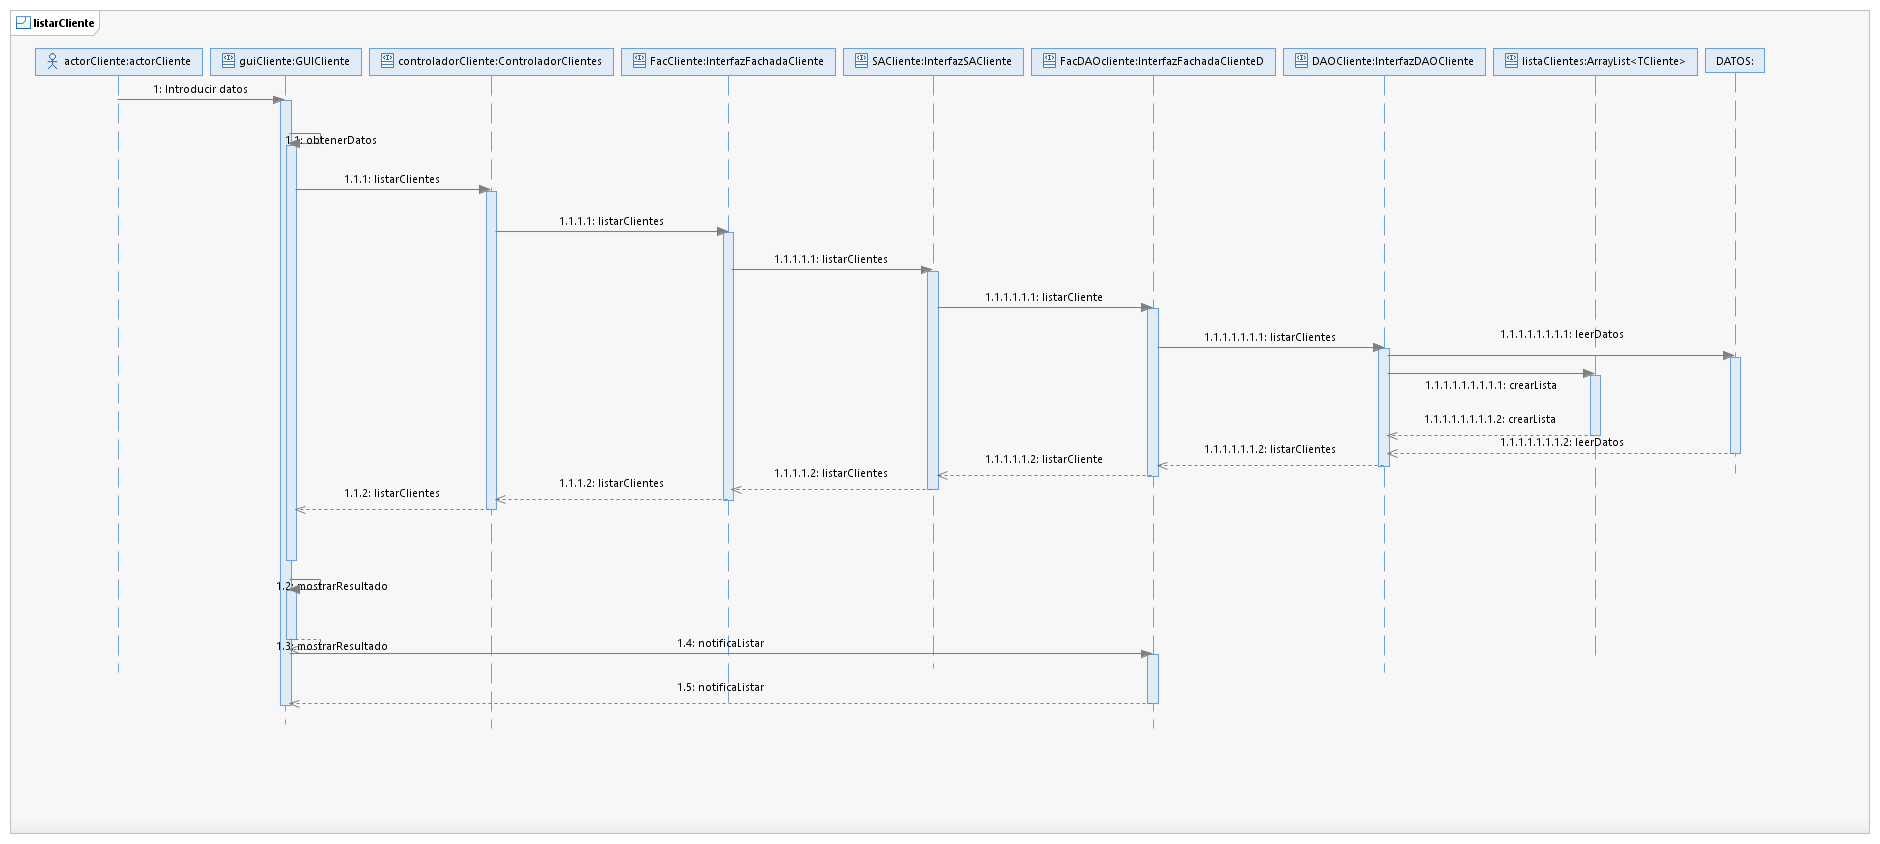 listarCliente
actorCliente:actorCliente
guiCliente:GUICliente
controladorCliente:ControladorClientes
FacCliente:InterfazFachadaCliente
SACliente:InterfazSACliente
FacDAOcliente:InterfazFachadaClienteD
DAOCliente:InterfazDAOCliente
listaClientes:ArrayList<TCliente>
DATOS:
1: Introducir datos
1.1: obtenerDatos
1.1.1: listarClientes
1.1.1.1: listarClientes
1.1.1.1.1: listarClientes
1.1.1.1.1.1: listarCliente
1.1.1.1.1.1.1: listarClientes
1.1.1.1.1.1.1.1: leerDatos
1.1.1.1.1.1.1.1.1: crearLista
1.1.1.1.1.1.1.1.2: crearLista
1.1.1.1.1.1.1.2: leerDatos
1.1.1.1.1.1.2: listarClientes
1.1.1.1.1.2: listarCliente
1.1.1.1.2: listarClientes
1.1.1.2: listarClientes
1.1.2: listarClientes
1.2: mostrarResultado
1.3: mostrarResultado
1.4: notificaListar
1.5: notificaListar